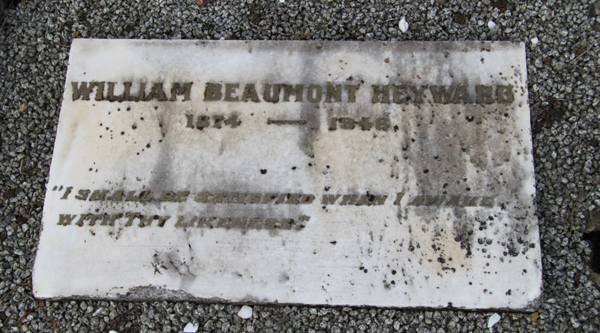 WILLIAM BEAUMONT HEYWARD
1874 — 1946
"I SHALL BE SATISFIED WHEN I AWAKE
WITH THY LIKENESS."